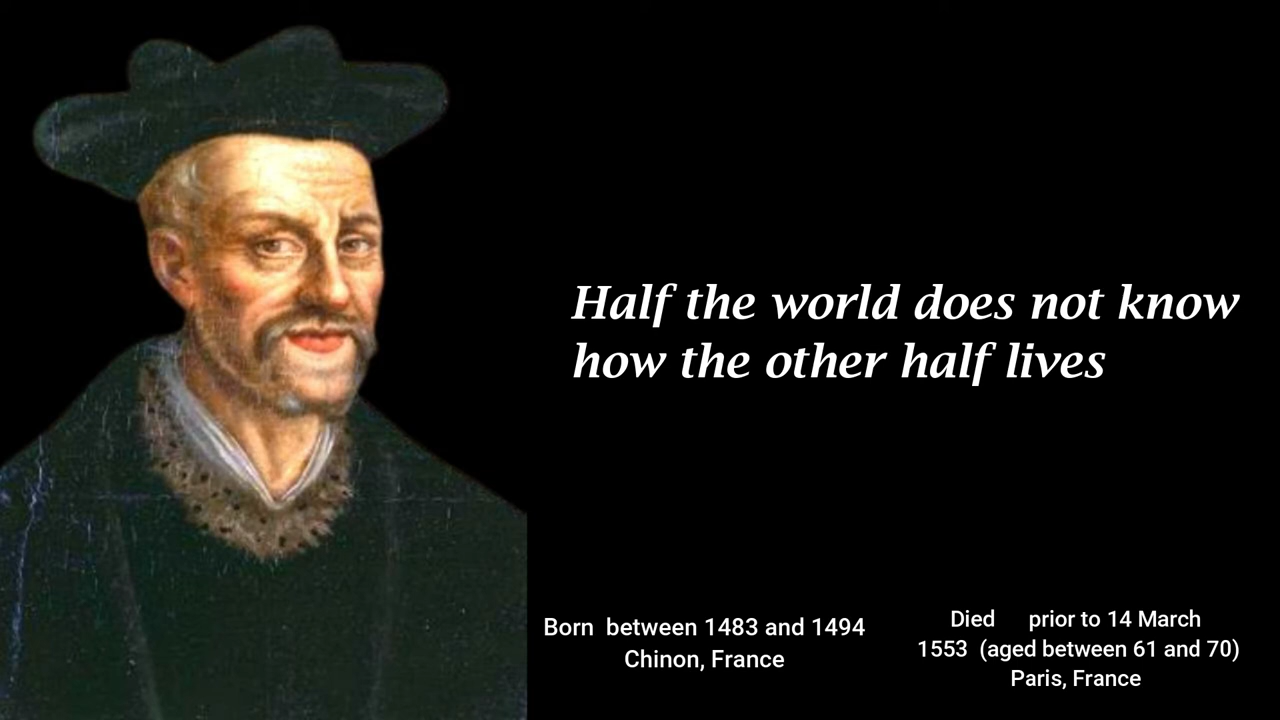 Half the world does not know
how the other half lives
Born between 1483 and 1494
Chinon, France
Died prior to 14 March
1553 (aged between 61 and 70)
Paris, France